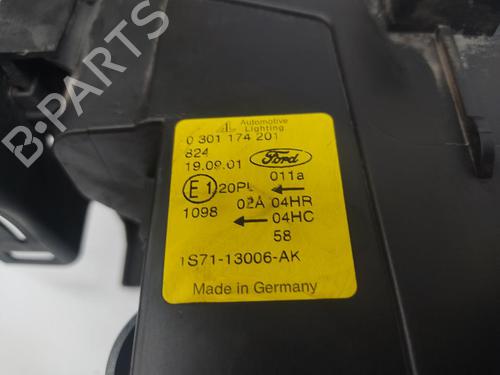 B-PARTS
AL Automotive Lighting
0 301 174 201
824
19.09.01 Ford
011a
E1 20PL ←
1098 02A 04HR
← 04HC
58
1S71-13006-AK
Made in Germany